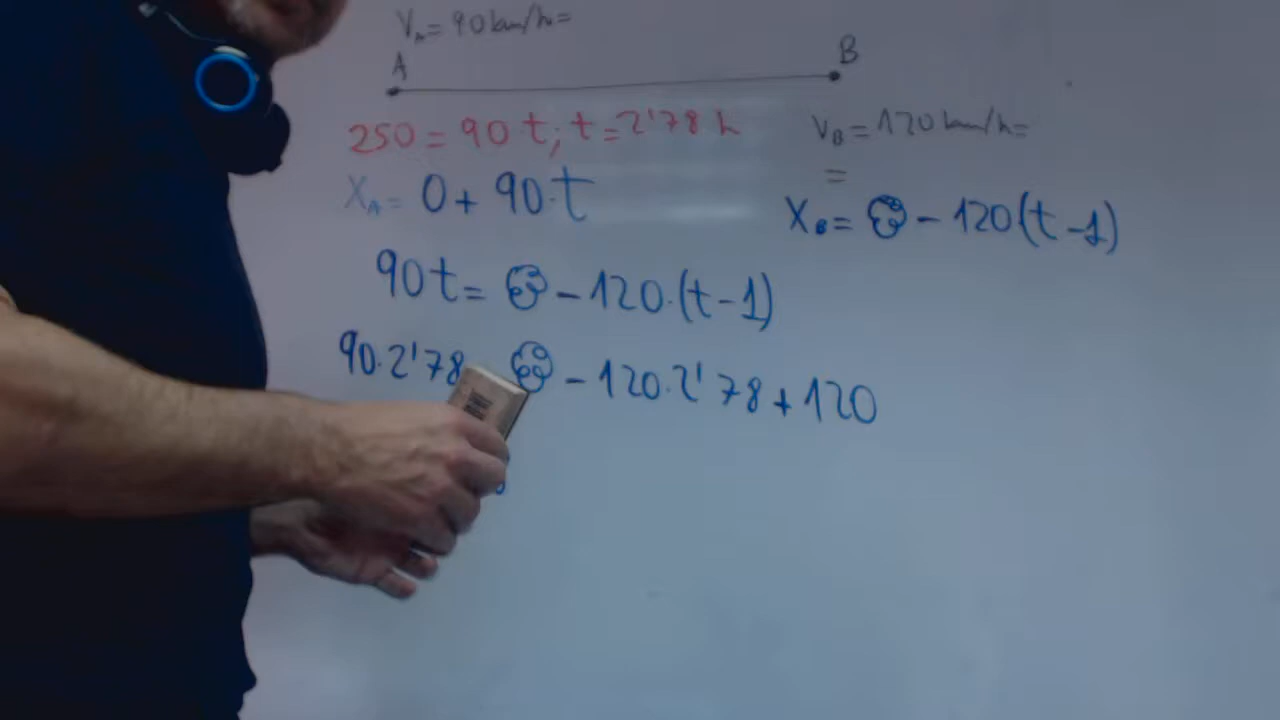 V_A = 90 km/h =
A B
250 = 90 t; t = 2'78 h
V_B = 120 km/h =
=
X_A = 0 + 90·t
X_B = - 120(t - 1)
90t = - 120·(t - 1)
90·2'78 - 120·2'78 + 120